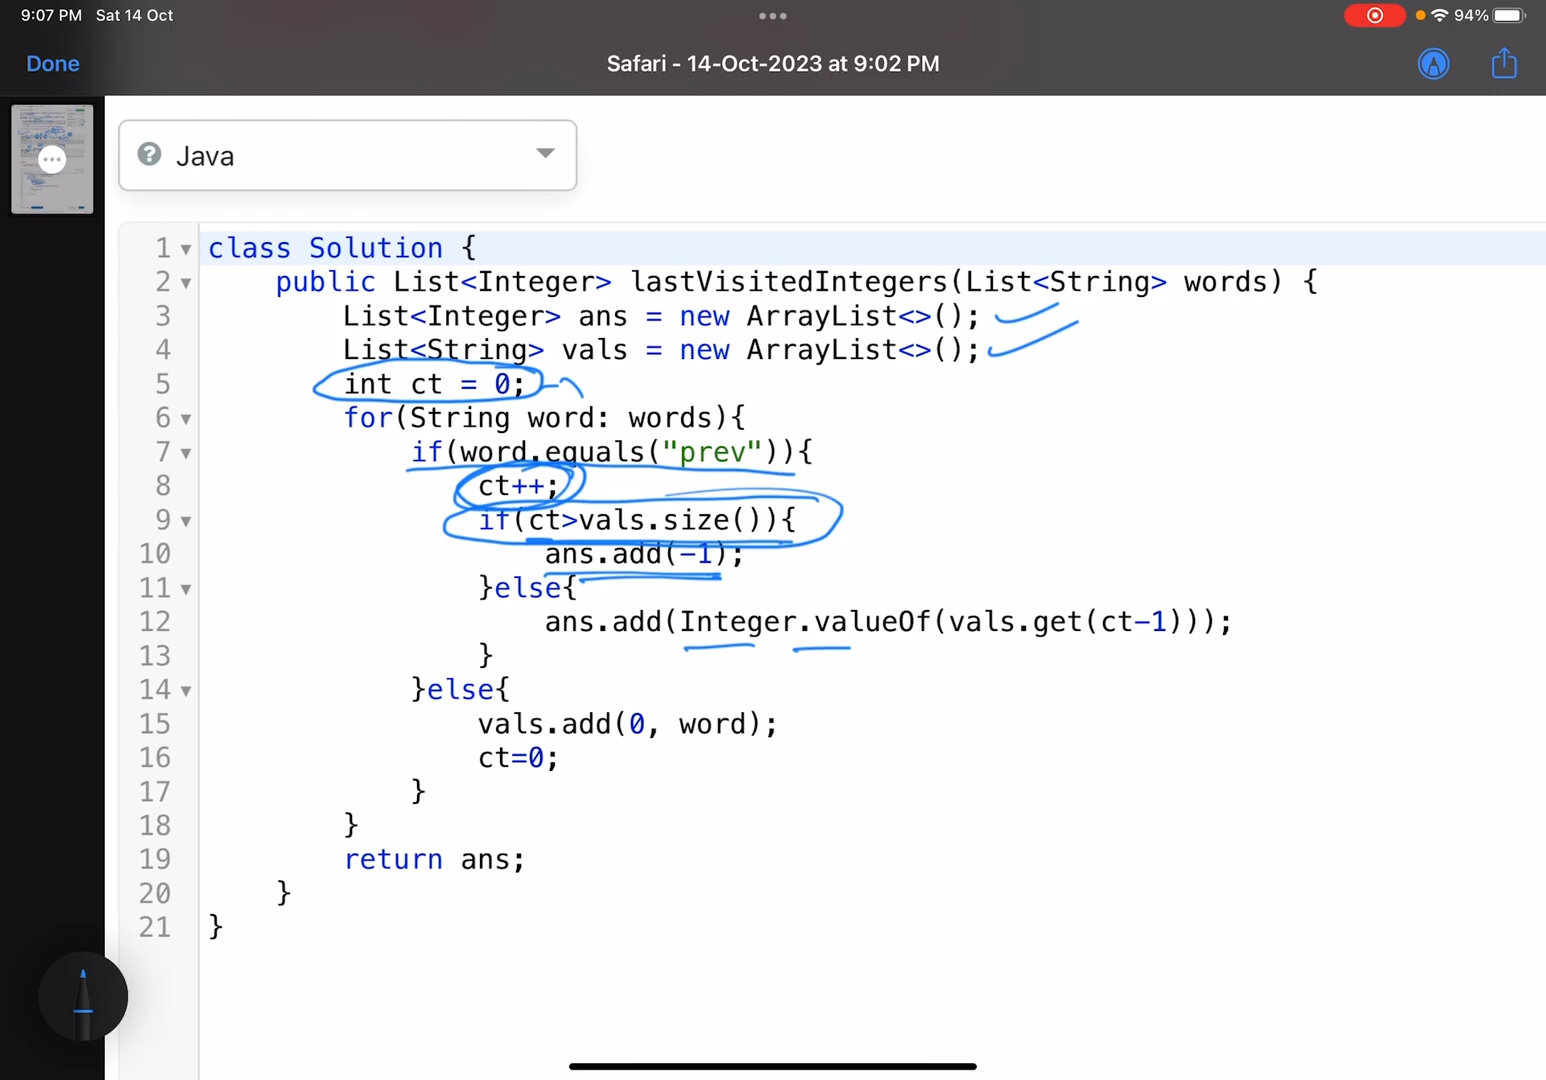 9:07 PM Sat 14 Oct
94%
Done
Safari - 14-Oct-2023 at 9:02 PM
Java
1 class Solution {
2 public List<Integer> lastVisitedIntegers(List<String> words) {
3 List<Integer> ans = new ArrayList<>();
4 List<String> vals = new ArrayList<>();
5 int ct = 0;
6 for(String word: words){
7 if(word.equals("prev")){
8 ct++;
9 if(ct>vals.size()){
10 ans.add(-1);
11 }else{
12 ans.add(Integer.valueOf(vals.get(ct-1)));
13 }
14 }else{
15 vals.add(0, word);
16 ct=0;
17 }
18 }
19 return ans;
20 }
21 }